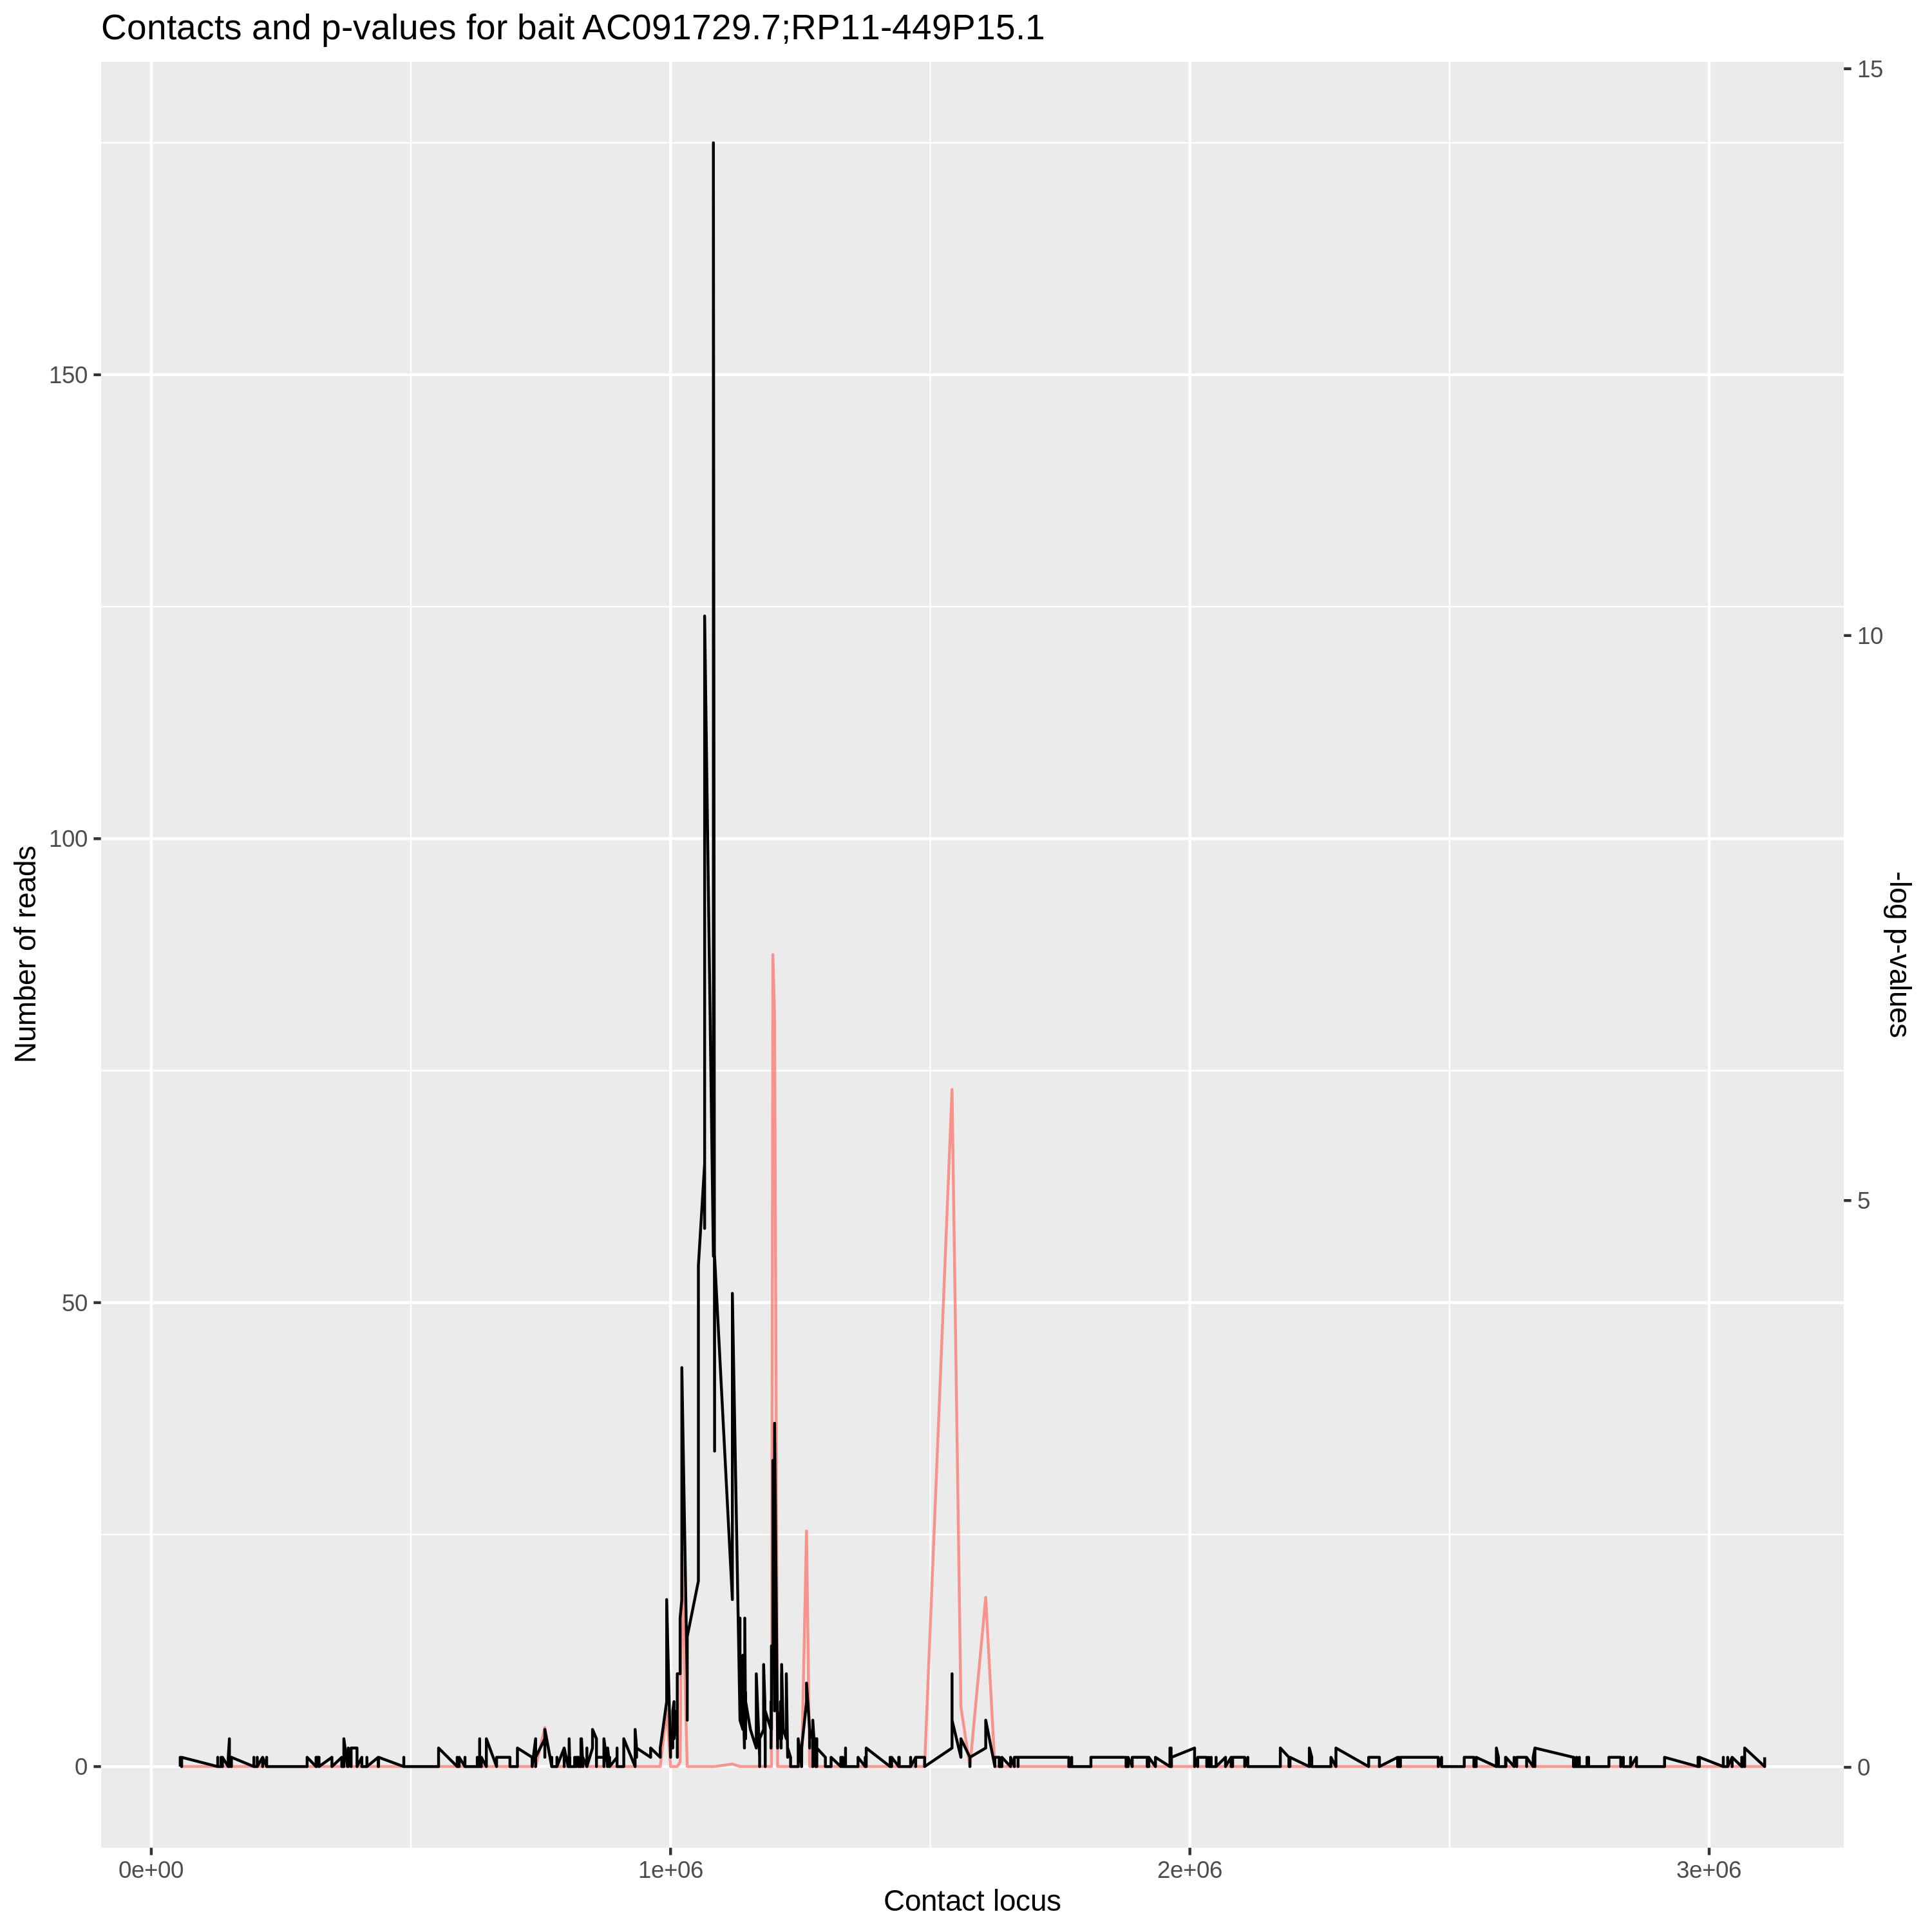 Contacts and p-values for bait AC091729.7;RP11-449P15.1
Number of reads
150
100
50
0
15
10
5
0
-log p-values
0e+00
1e+06
2e+06
3e+06
Contact locus